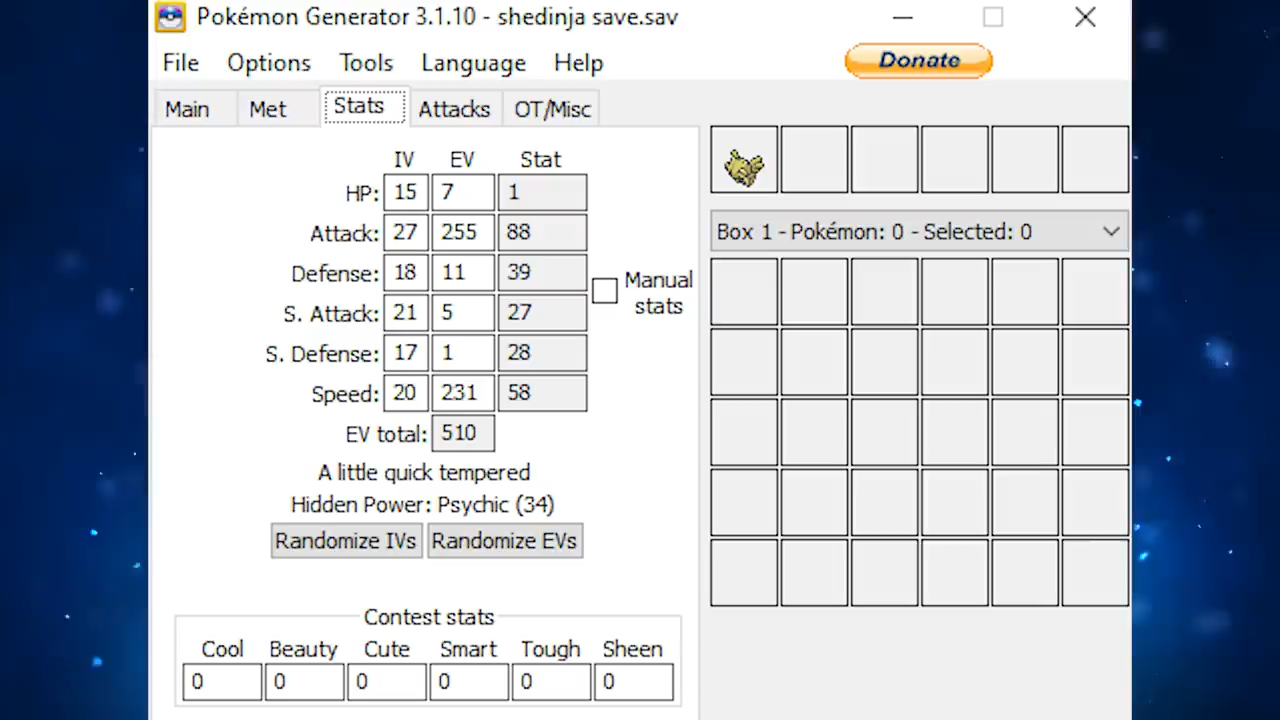 Pokémon Generator 3.1.10 - shedinja save.sav
File Options Tools Language Help
Donate
Main Met Stats Attacks OT/Misc
IV EV Stat
HP: 15 7 1
Attack: 27 255 88
Defense: 18 11 39
S. Attack: 21 5 27
S. Defense: 17 1 28
Speed: 20 231 58
EV total: 510
Manual
stats
A little quick tempered
Hidden Power: Psychic (34)
Randomize IVs Randomize EVs
Contest stats
Cool Beauty Cute Smart Tough Sheen
0 0 0 0 0 0
Box 1 - Pokémon: 0 - Selected: 0